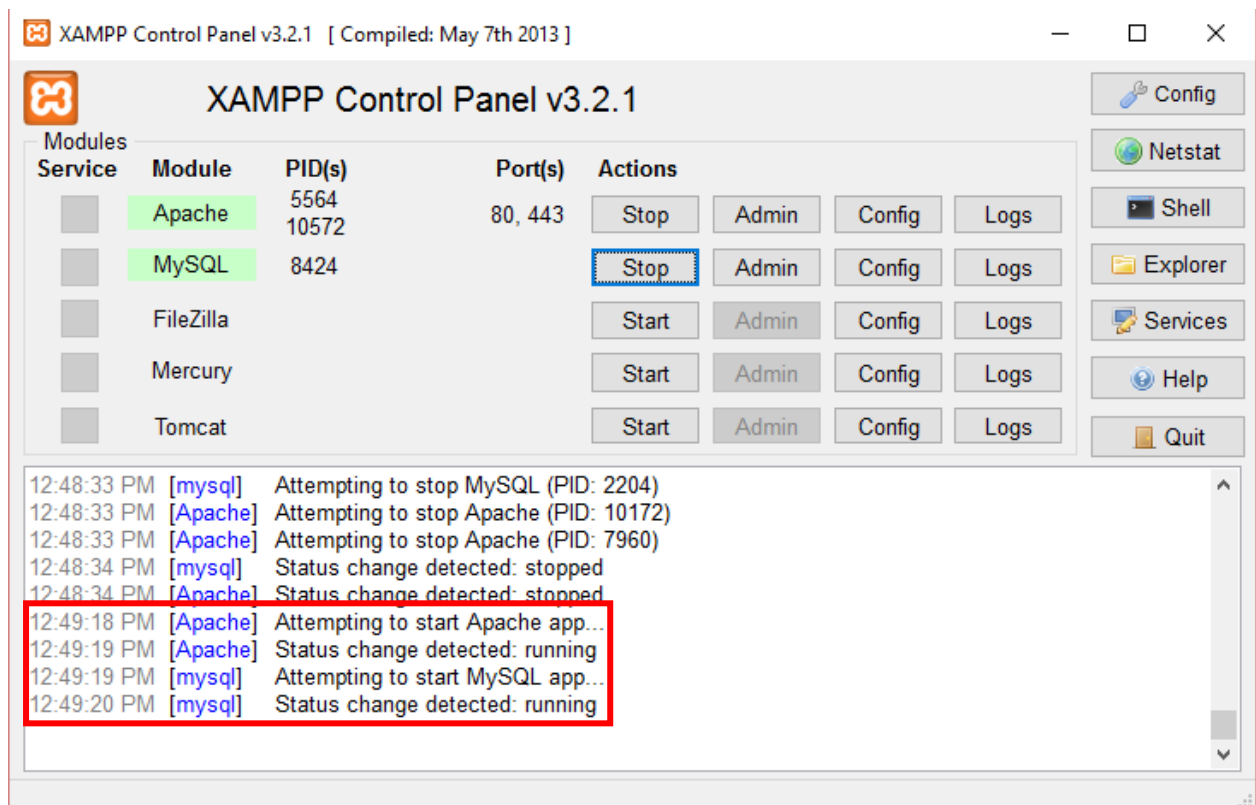 XAMPP Control Panel v3.2.1 [ Compiled: May 7th 2013 ]
XAMPP Control Panel v3.2.1
Config
Modules
Netstat
Service Module PID(s) Port(s) Actions
Apache 5564 10572 80, 443 Stop Admin Config Logs
Shell
MySQL 8424 Stop Admin Config Logs
Explorer
FileZilla Start Admin Config Logs
Services
Mercury Start Admin Config Logs
Help
Tomcat Start Admin Config Logs
Quit
12:48:33 PM [mysql] Attempting to stop MySQL (PID: 2204)
12:48:33 PM [Apache] Attempting to stop Apache (PID: 10172)
12:48:33 PM [Apache] Attempting to stop Apache (PID: 7960)
12:48:34 PM [mysql] Status change detected: stopped
12:48:34 PM [Apache] Status change detected: stopped
12:49:18 PM [Apache] Attempting to start Apache app...
12:49:19 PM [Apache] Status change detected: running
12:49:19 PM [mysql] Attempting to start MySQL app...
12:49:20 PM [mysql] Status change detected: running